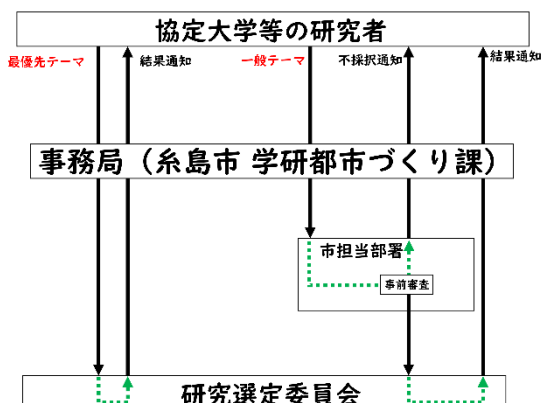 協定大学等の研究者
最優先テーマ
結果通知
一般テーマ
不採択通知
結果通知
事務局（糸島市 学研都市づくり課）
市担当部署
事前審査
研究選定委員会